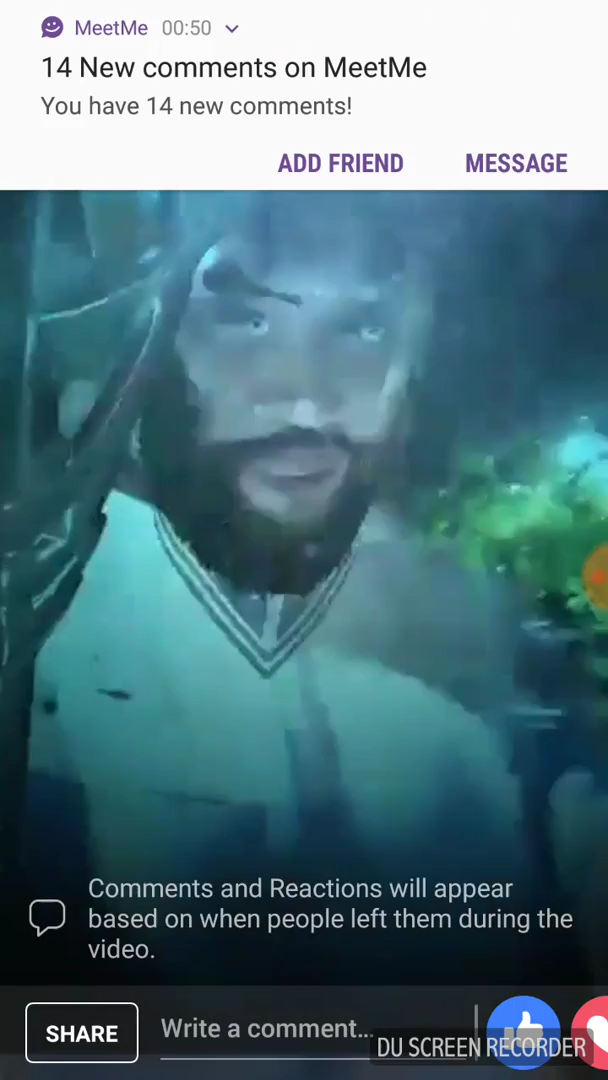 MeetMe 00:50
14 New comments on MeetMe
You have 14 new comments!
ADD FRIEND MESSAGE
Comments and Reactions will appear
based on when people left them during the
video.
SHARE Write a comment...
DU SCREEN RECORDER